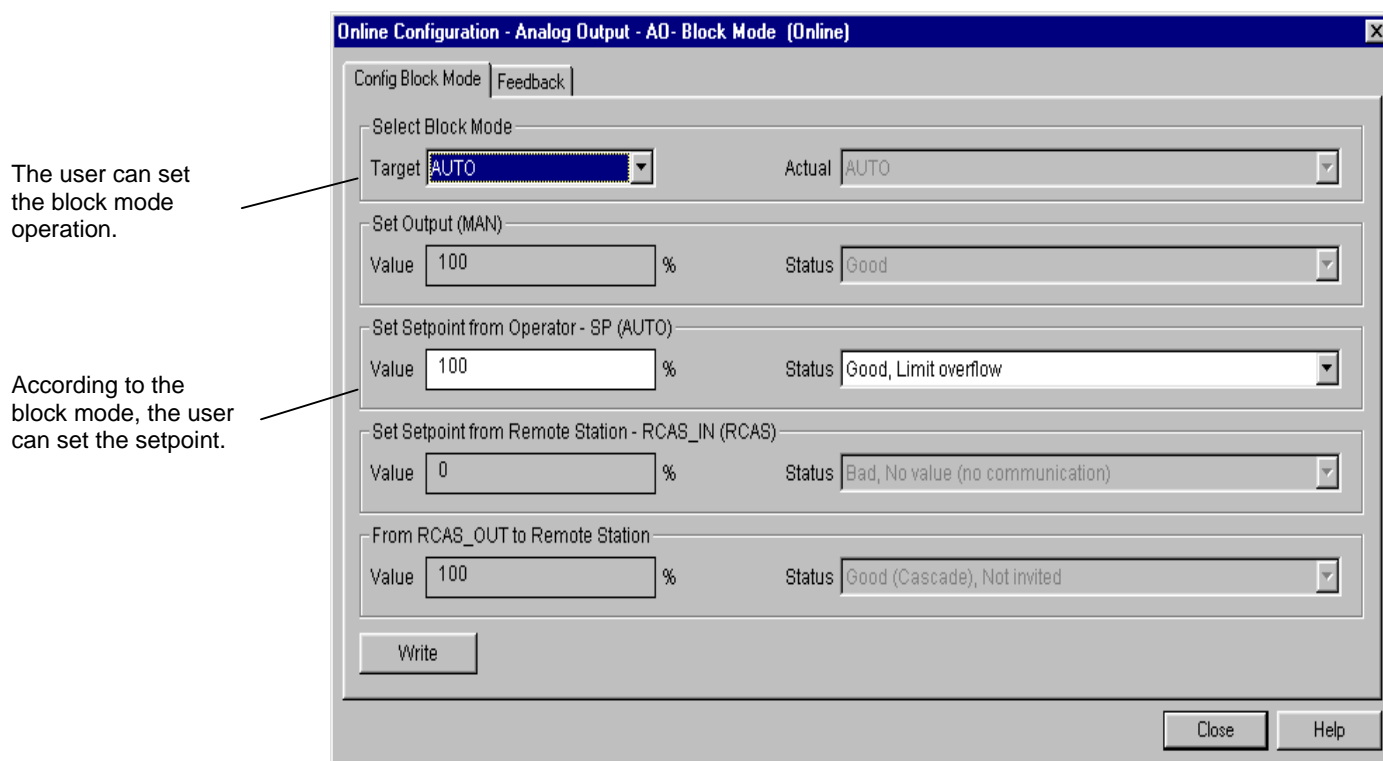 Online Configuration - Analog Output - AO- Block Mode (Online)
Config Block Mode
Feedback
Select Block Mode
Target AUTO
Actual AUTO
The user can set
the block mode
operation.
Set Output (MAN)
Value 100 %
Status Good
Set Setpoint from Operator - SP (AUTO)
Value 100 %
Status Good, Limit overflow
According to the
block mode, the user
can set the setpoint.
Set Setpoint from Remote Station - RCAS_IN (RCAS)
Value 0 %
Status Bad, No value (no communication)
From RCAS_OUT to Remote Station
Value 100 %
Status Good (Cascade), Not invited
Write
Close
Help